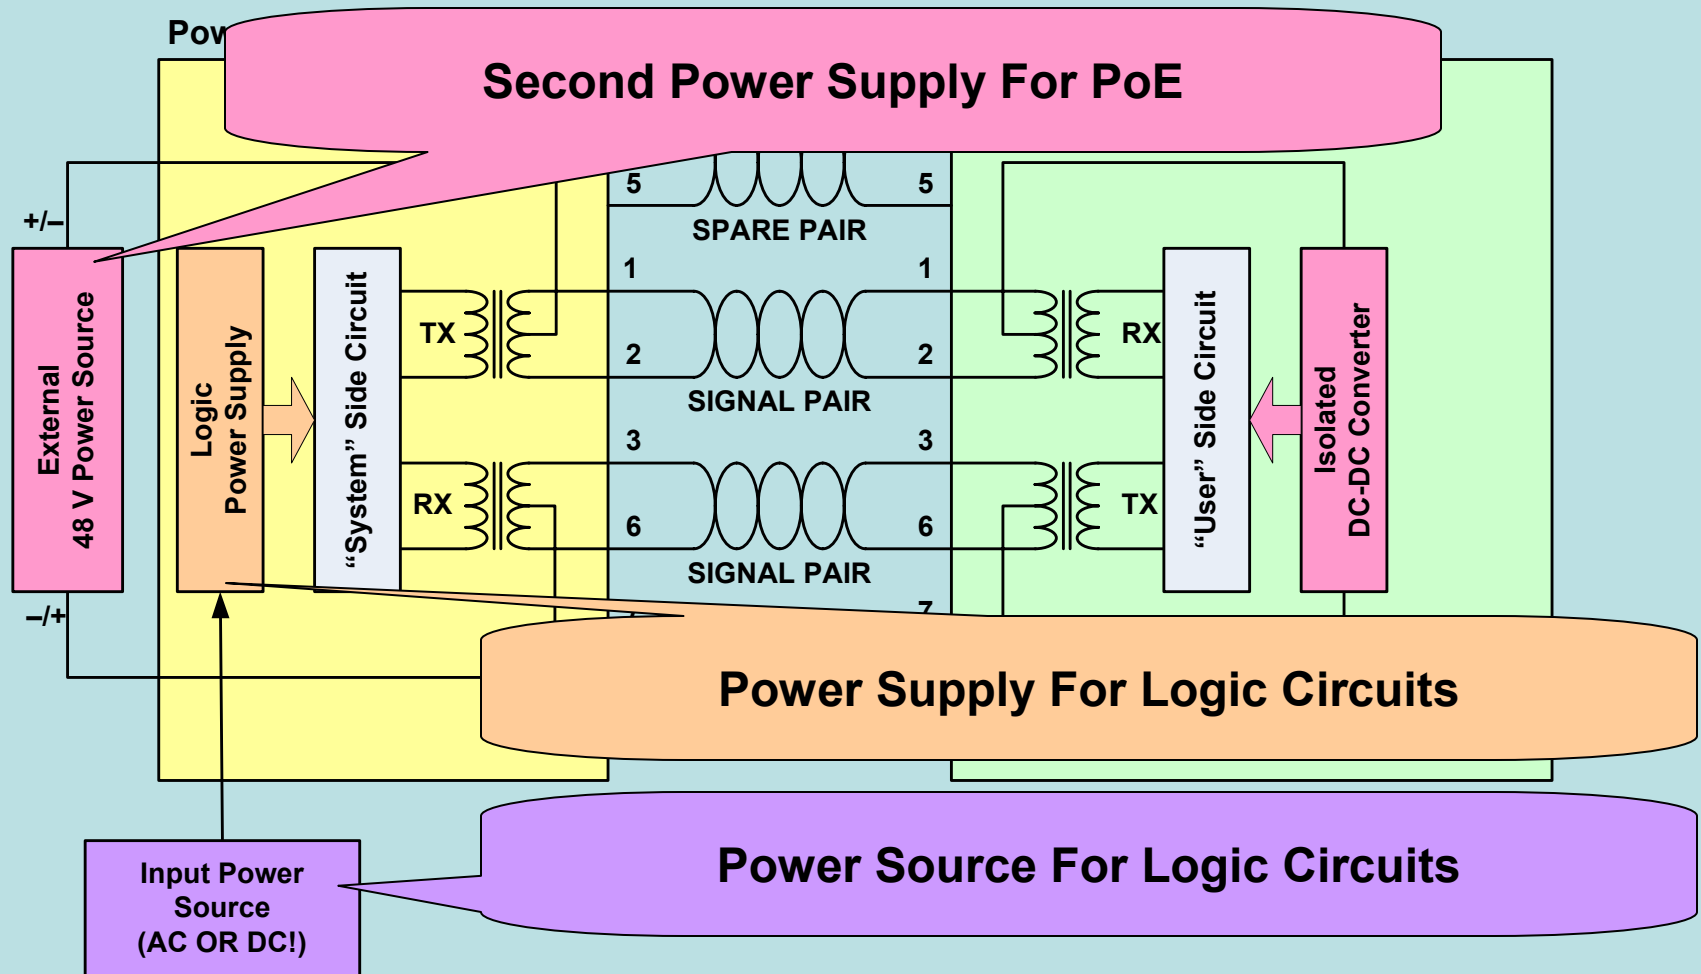 Pow
Second Power Supply For PoE
5
5
SPARE PAIR
+/–
1
1
TX
RX
2
2
SIGNAL PAIR
External
48 V Power Source
Logic
Power Supply
“System” Side Circuit
“User” Side Circuit
Isolated
DC-DC Converter
3
3
RX
TX
6
6
SIGNAL PAIR
–/+
7
Power Supply For Logic Circuits
Power Source For Logic Circuits
Input Power
Source
(AC OR DC!)